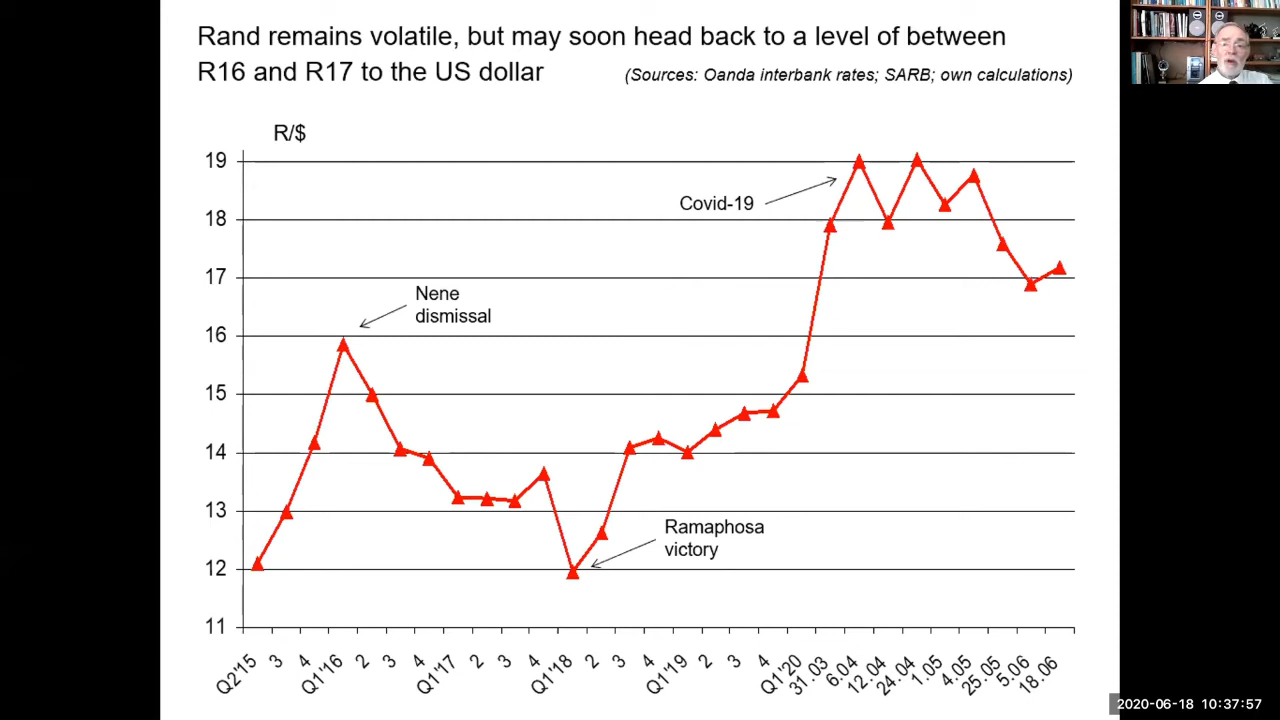 Rand remains volatile, but may soon head back to a level of between
R16 and R17 to the US dollar
(Sources: Oanda interbank rates; SARB; own calculations)
R/$
19
18
17
16
15
14
13
12
11
Covid-19
Nene
dismissal
Ramaphosa
victory
Q2'15
3
4
Q1'16
2
3
4
Q1'17
2
3
4
Q1'18
2
3
4
Q1'19
2
3
4
Q1'20
31.03
6.04
12.04
24.04
1.05
4.05
25.05
5.06
18.06
2020-06-18 10:37:57